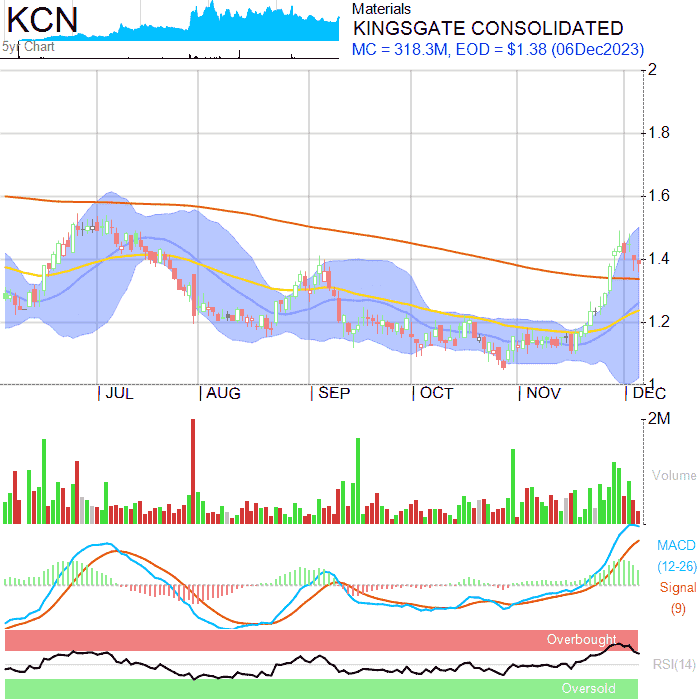 KCN
5yr Chart
Materials
KINGSGATE CONSOLIDATED
MC = 318.3M, EOD = $1.38 (06Dec2023)
2
1.8
1.6
1.4
1.2
1
JUL AUG SEP OCT NOV DEC
2M
Volume
MACD
(12-26)
Signal
(9)
Overbought
RSI(14)
Oversold